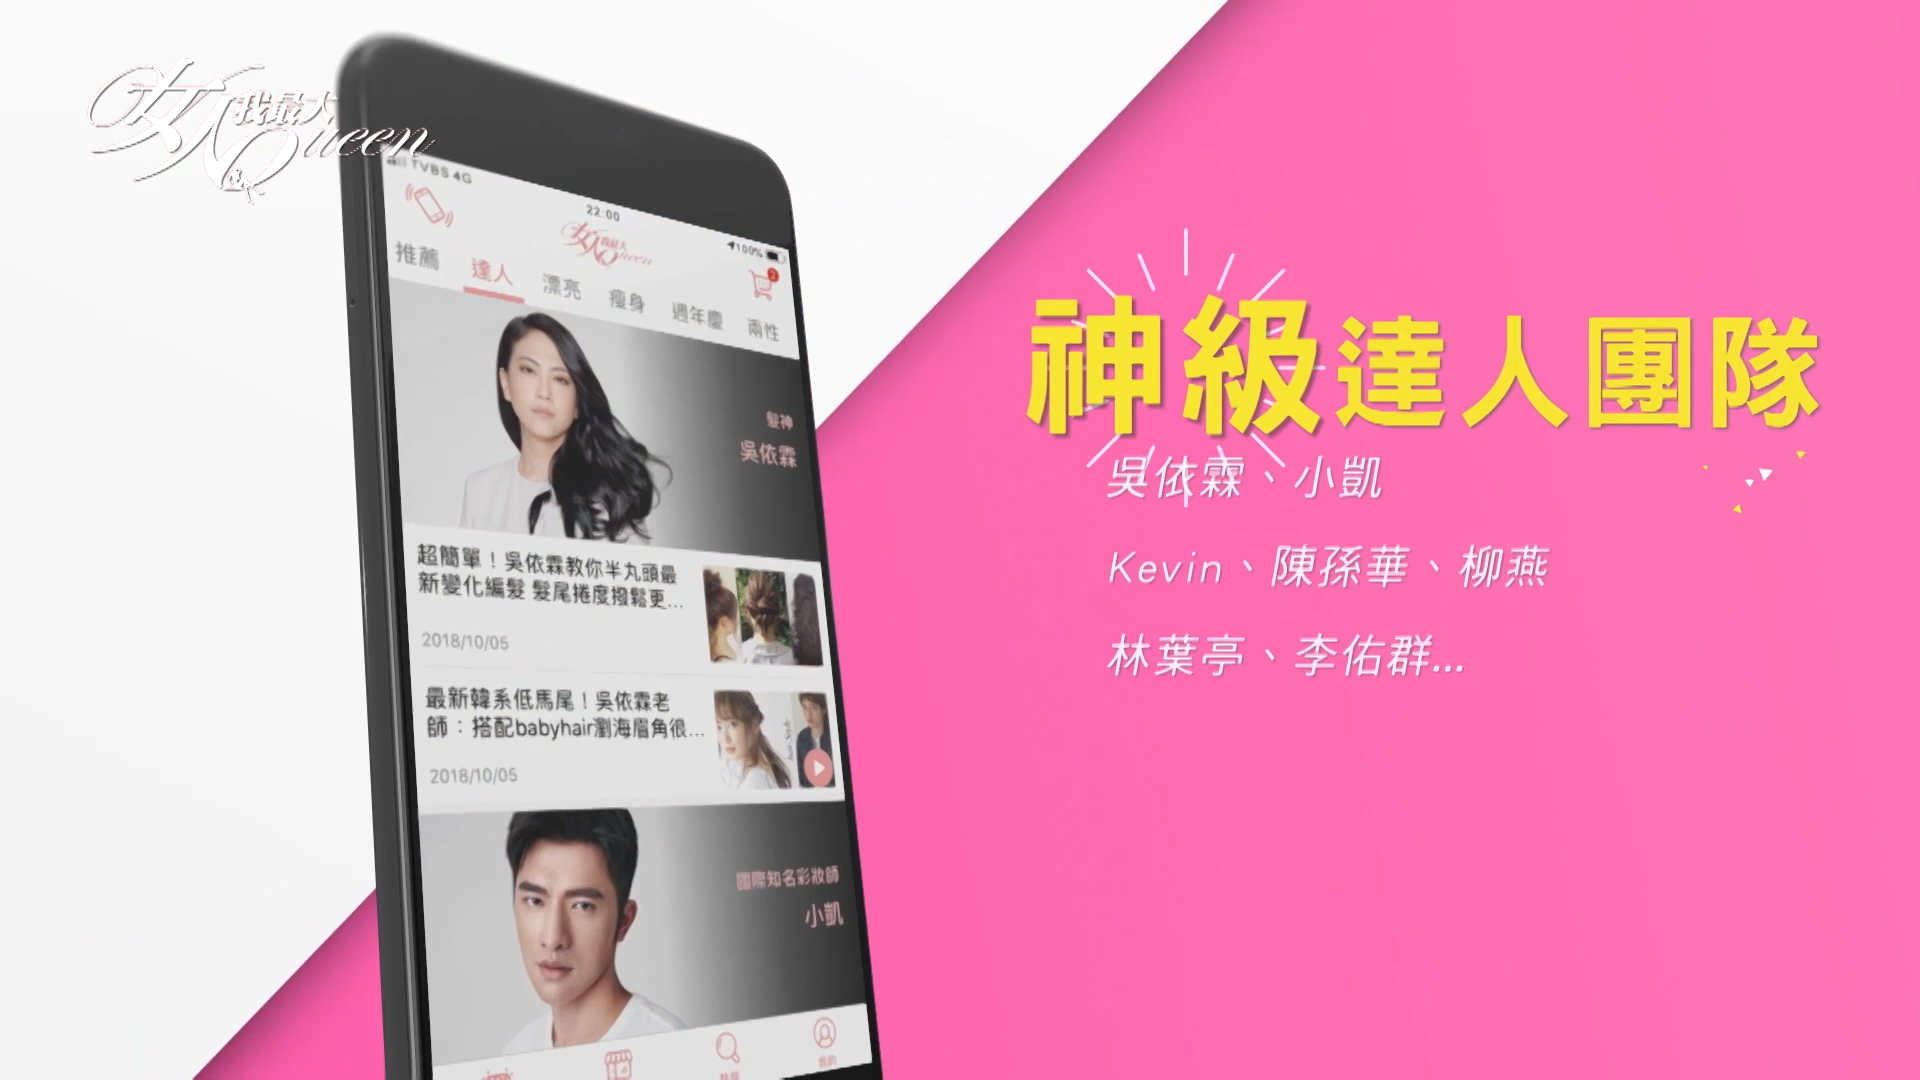 女人我最大
Queen
TVBS 4G
22:00
100%
女人我最大
Queen
2
推薦 達人 漂亮 瘦身 週年慶 兩性
髮神
吳依霖
超簡單！吳依霖教你半丸頭最
新變化編髮 髮尾捲度撥鬆更...
2018/10/05
最新韓系低馬尾！吳依霖老
師：搭配babyhair瀏海眉角很...
2018/10/05
國際知名彩妝師
小凱
我的
神級達人團隊
吳依霖、小凱
Kevin、陳孫華、柳燕
林葉亭、李佑群...